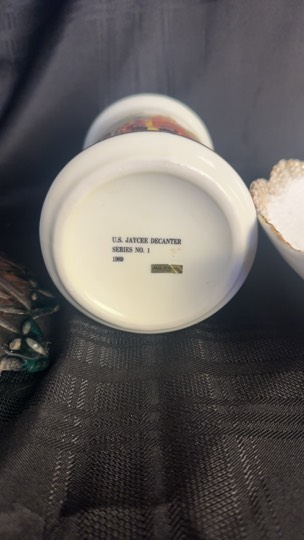 U.S. JAYCEE DECANTER
SERIES NO. 1
1969